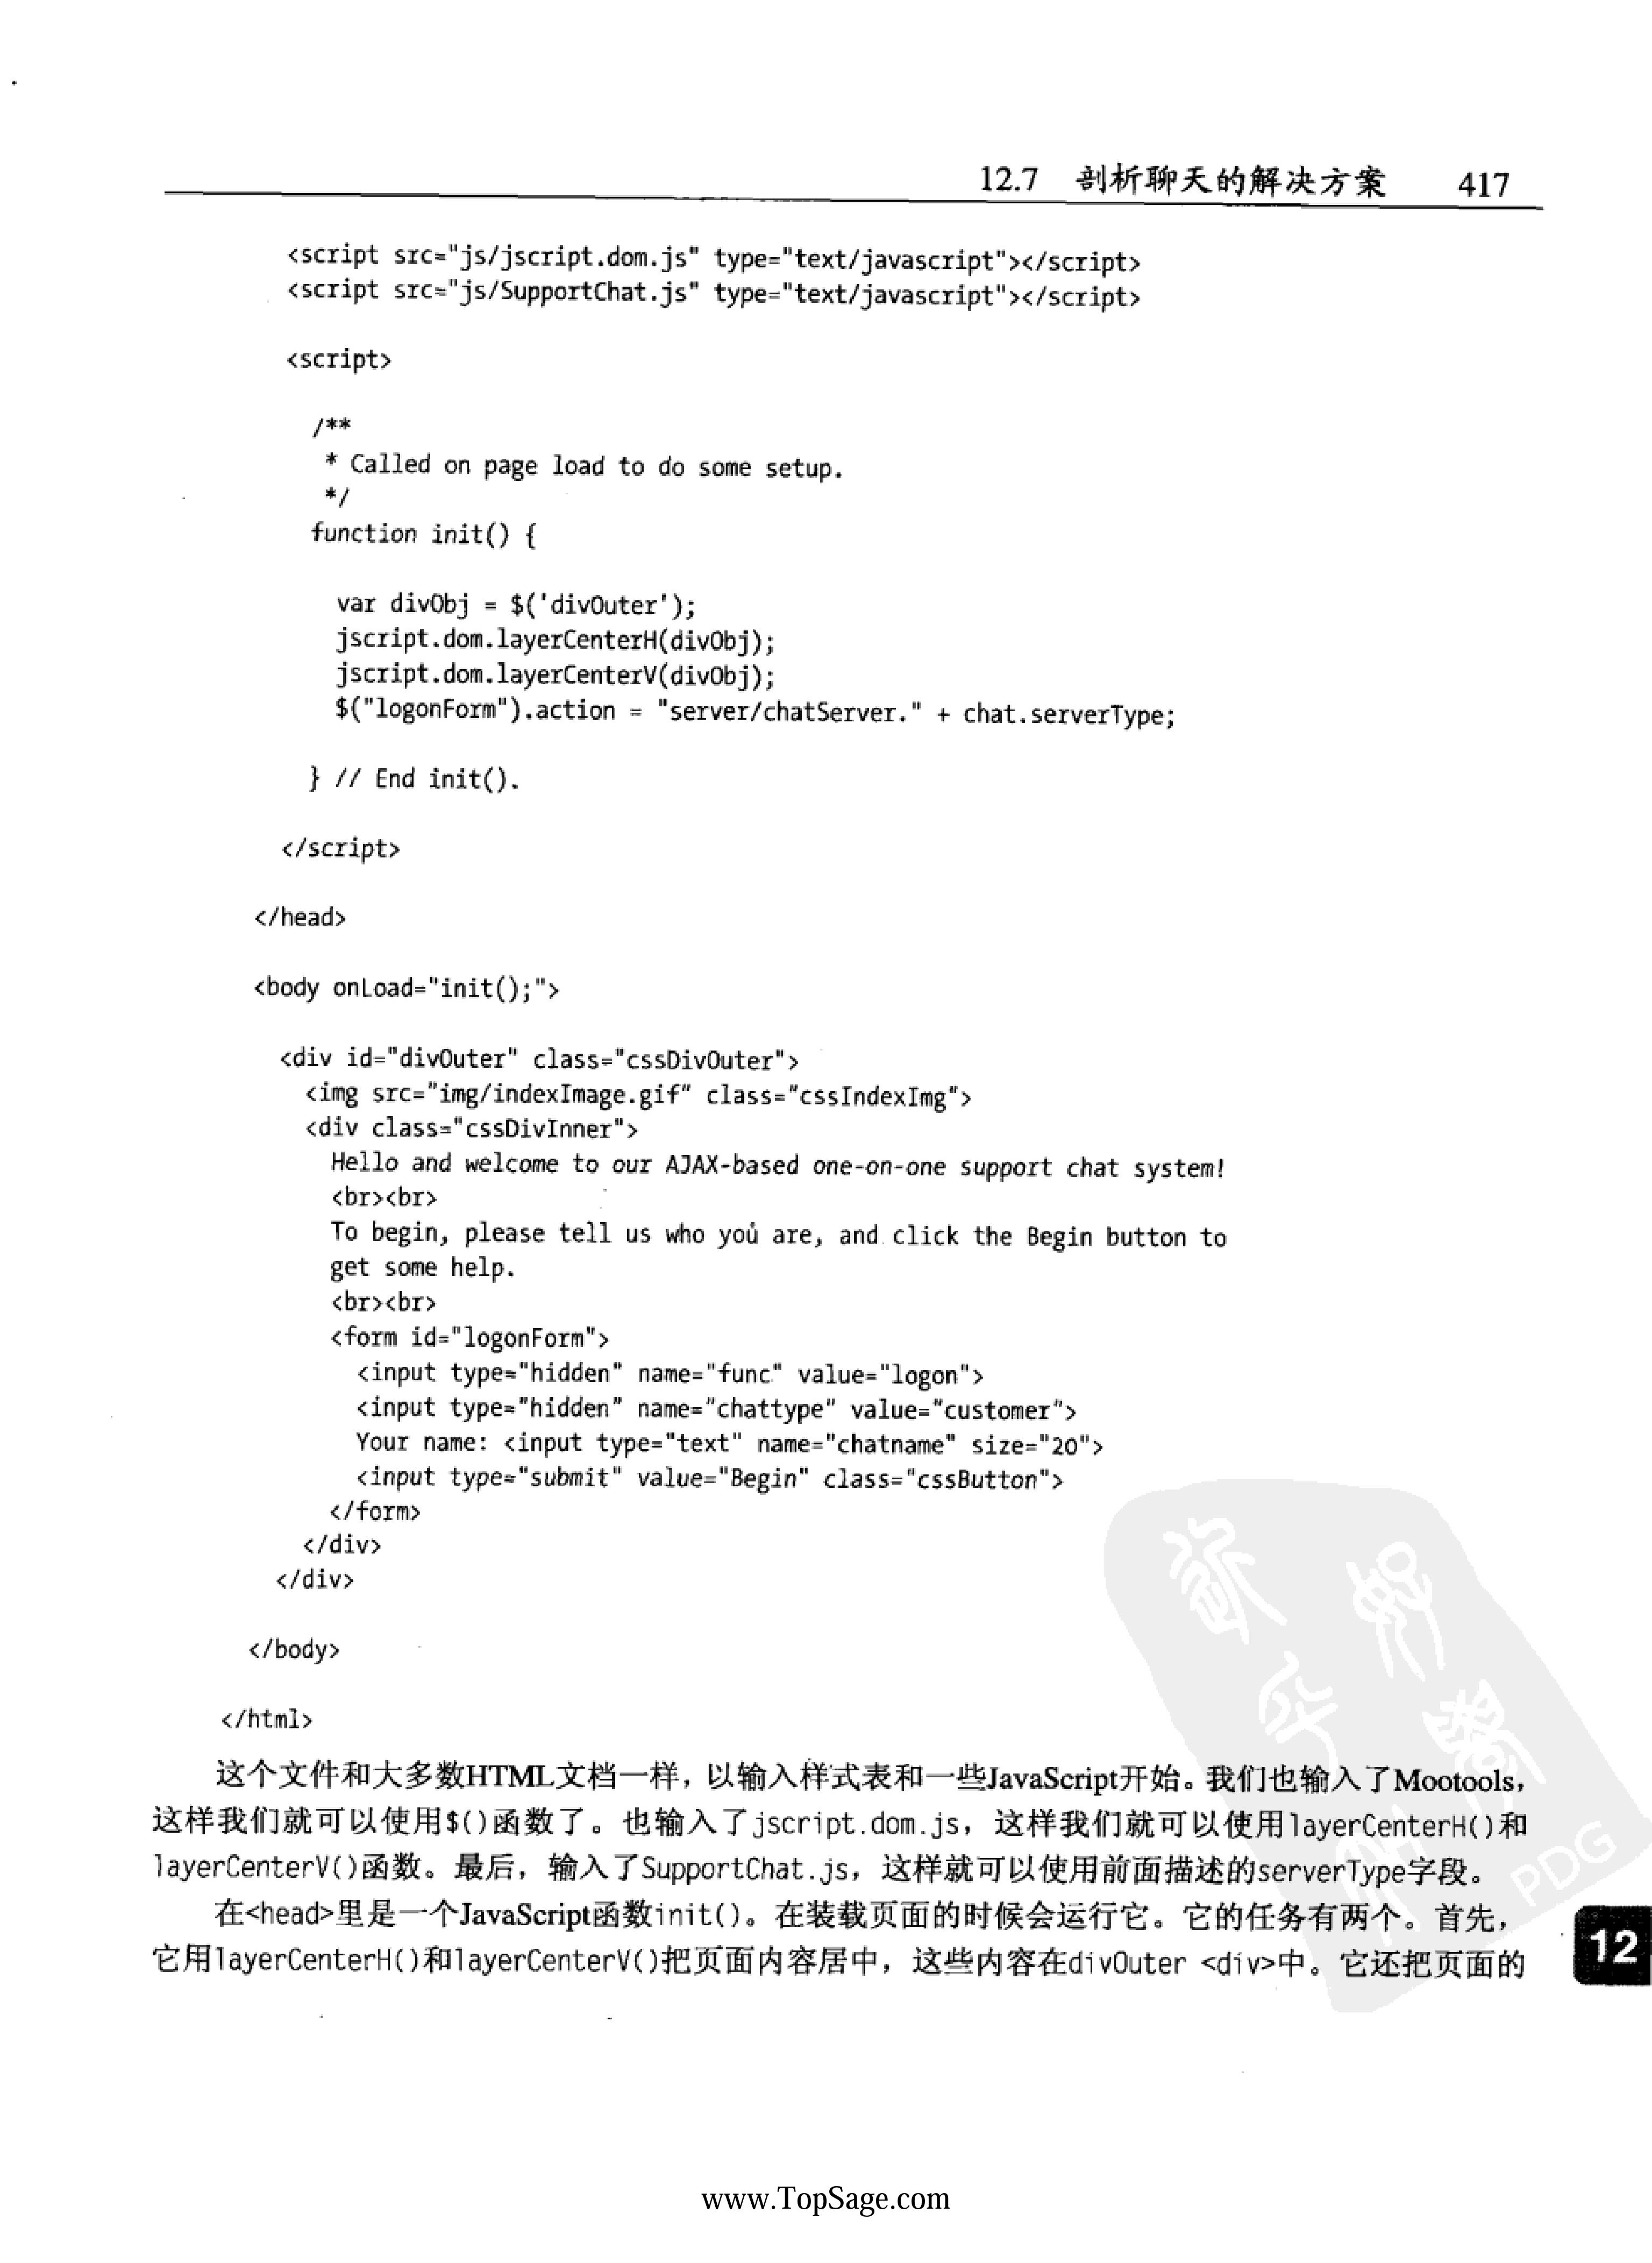 12.7 剖析聊天的解决方案 417
<script src="js/jscript.dom.js" type="text/javascript"></script>
<script src="js/SupportChat.js" type="text/javascript"></script>
<script>
/**
* Called on page load to do some setup.
*/
function init() {
var divObj = $('divOuter');
jscript.dom.layerCenterH(divObj);
jscript.dom.layerCenterV(divObj);
$("logonForm").action = "server/chatServer." + chat.serverType;
} // End init().
</script>
</head>
<body onLoad="init();">
<div id="divOuter" class="cssDivOuter">
<img src="img/indexImage.gif" class="cssIndexImg">
<div class="cssDivInner">
Hello and welcome to our AJAX-based one-on-one support chat system!
<br><br>
To begin, please tell us who you are, and click the Begin button to
get some help.
<br><br>
<form id="logonForm">
<input type="hidden" name="func" value="logon">
<input type="hidden" name="chattype" value="customer">
Your name: <input type="text" name="chatname" size="20">
<input type="submit" value="Begin" class="cssButton">
</form>
</div>
</div>
</body>
</html>
这个文件和大多数HTML文档一样，以输入样式表和一些JavaScript开始。我们也输入了Mootools，
这样我们就可以使用$()函数了。也输入了jscript.dom.js，这样我们就可以使用layerCenterH()和
layerCenterV()函数。最后，输入了SupportChat.js，这样就可以使用前面描述的serverType字段。
在<head>里是一个JavaScript函数init()。在装载页面的时候会运行它。它的任务有两个。首先，
它用layerCenterH()和layerCenterV()把页面内容居中，这些内容在divOuter <div>中。它还把页面的
PDG
12
www.TopSage.com